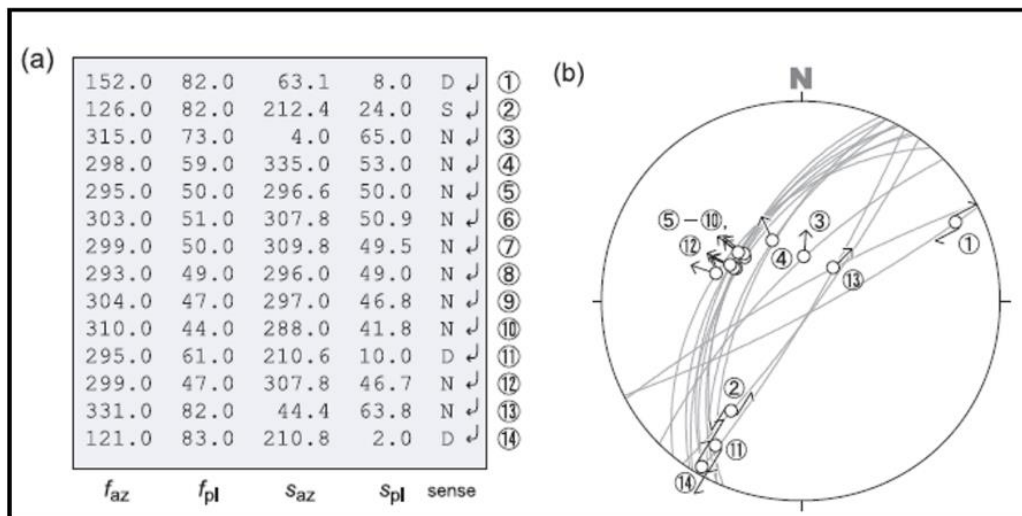 (a)
152.0 82.0 63.1 8.0 D ↲ ①
126.0 82.0 212.4 24.0 S ↲ ②
315.0 73.0 4.0 65.0 N ↲ ③
298.0 59.0 335.0 53.0 N ↲ ④
295.0 50.0 296.6 50.0 N ↲ ⑤
303.0 51.0 307.8 50.9 N ↲ ⑥
299.0 50.0 309.8 49.5 N ↲ ⑦
293.0 49.0 296.0 49.0 N ↲ ⑧
304.0 47.0 297.0 46.8 N ↲ ⑨
310.0 44.0 288.0 41.8 N ↲ ⑩
295.0 61.0 210.6 10.0 D ↲ ⑪
299.0 47.0 307.8 46.7 N ↲ ⑫
331.0 82.0 44.4 63.8 N ↲ ⑬
121.0 83.0 210.8 2.0 D ↲ ⑭
faz fpl saz spl sense
(b)
N
⑤－⑩,
⑫
③
④
①
⑬
②
⑪
⑭